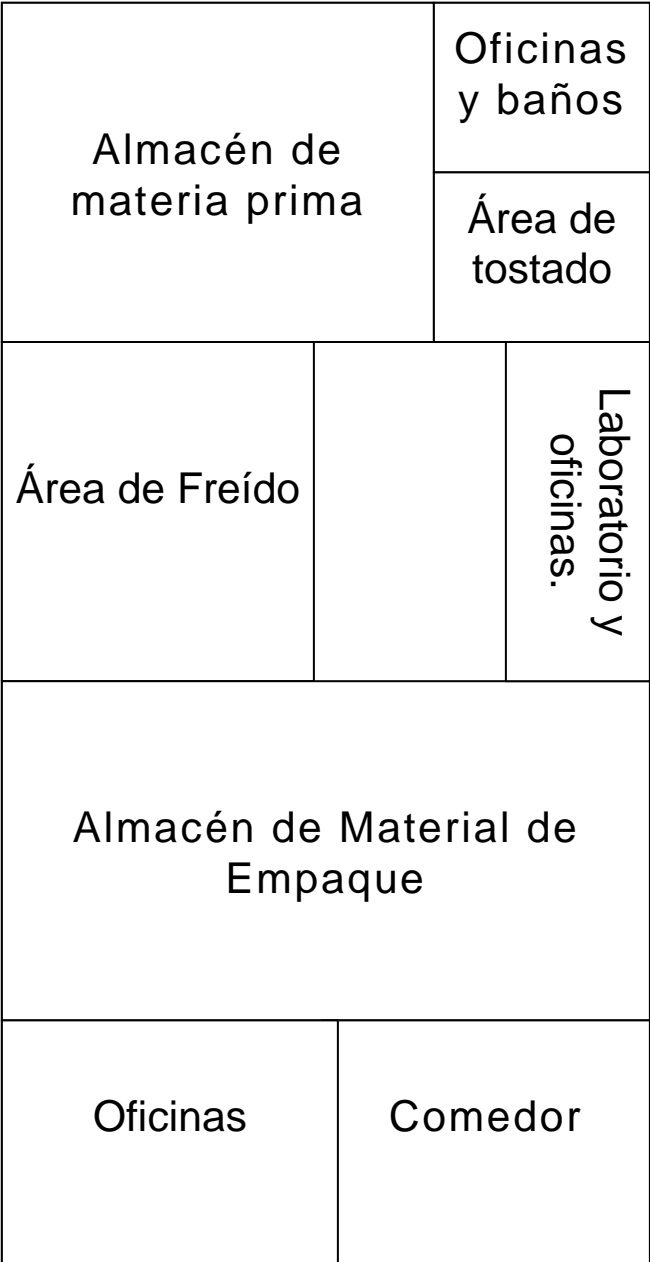 Almacén de
materia prima
Oficinas
y baños
Área de
tostado
Área de Freído
Laboratorio y
oficinas.
Almacén de Material de
Empaque
Oficinas
Comedor